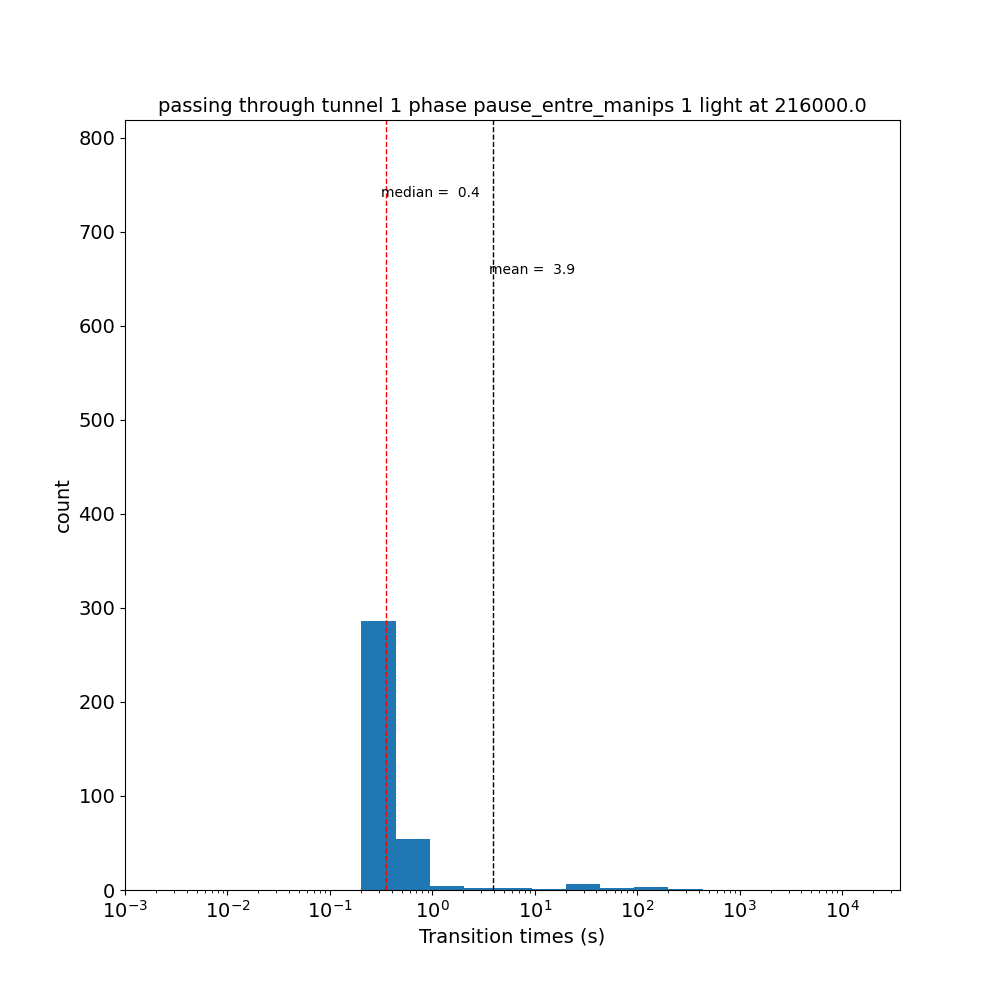 passing through tunnel 1 phase pause_entre_manips 1 light at 216000.0
800
median =  0.4
700
mean =  3.9
600
500
count
400
300
200
100
0
10⁻³ 10⁻² 10⁻¹ 10⁰ 10¹ 10² 10³ 10⁴
Transition times (s)